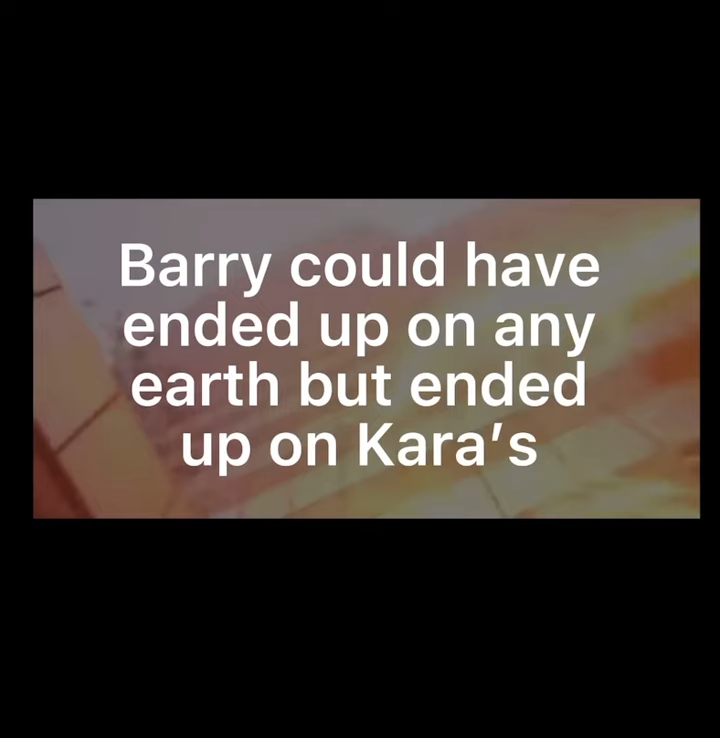 Barry could have
ended up on any
earth but ended
up on Kara’s